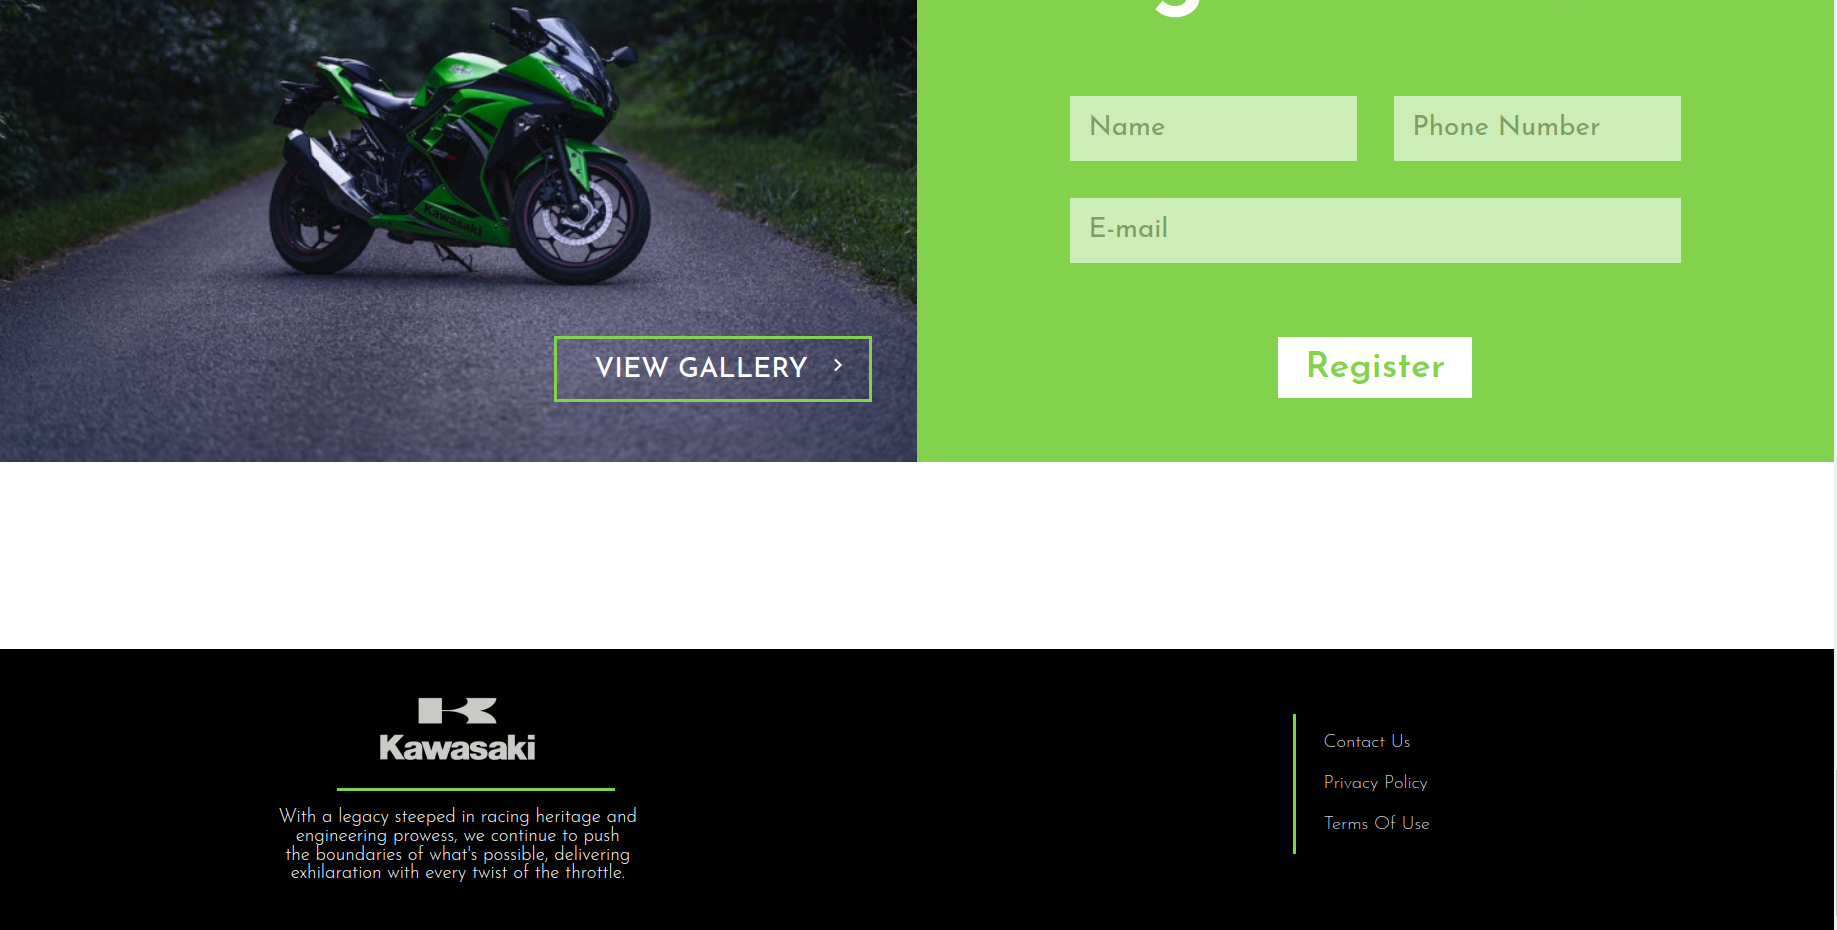 Name
Phone Number
E-mail
Kawasaki
VIEW GALLERY
Register
Kawasaki
With a legacy steeped in racing heritage and
engineering prowess, we continue to push
the boundaries of what's possible, delivering
exhilaration with every twist of the throttle.
Contact Us
Privacy Policy
Terms Of Use